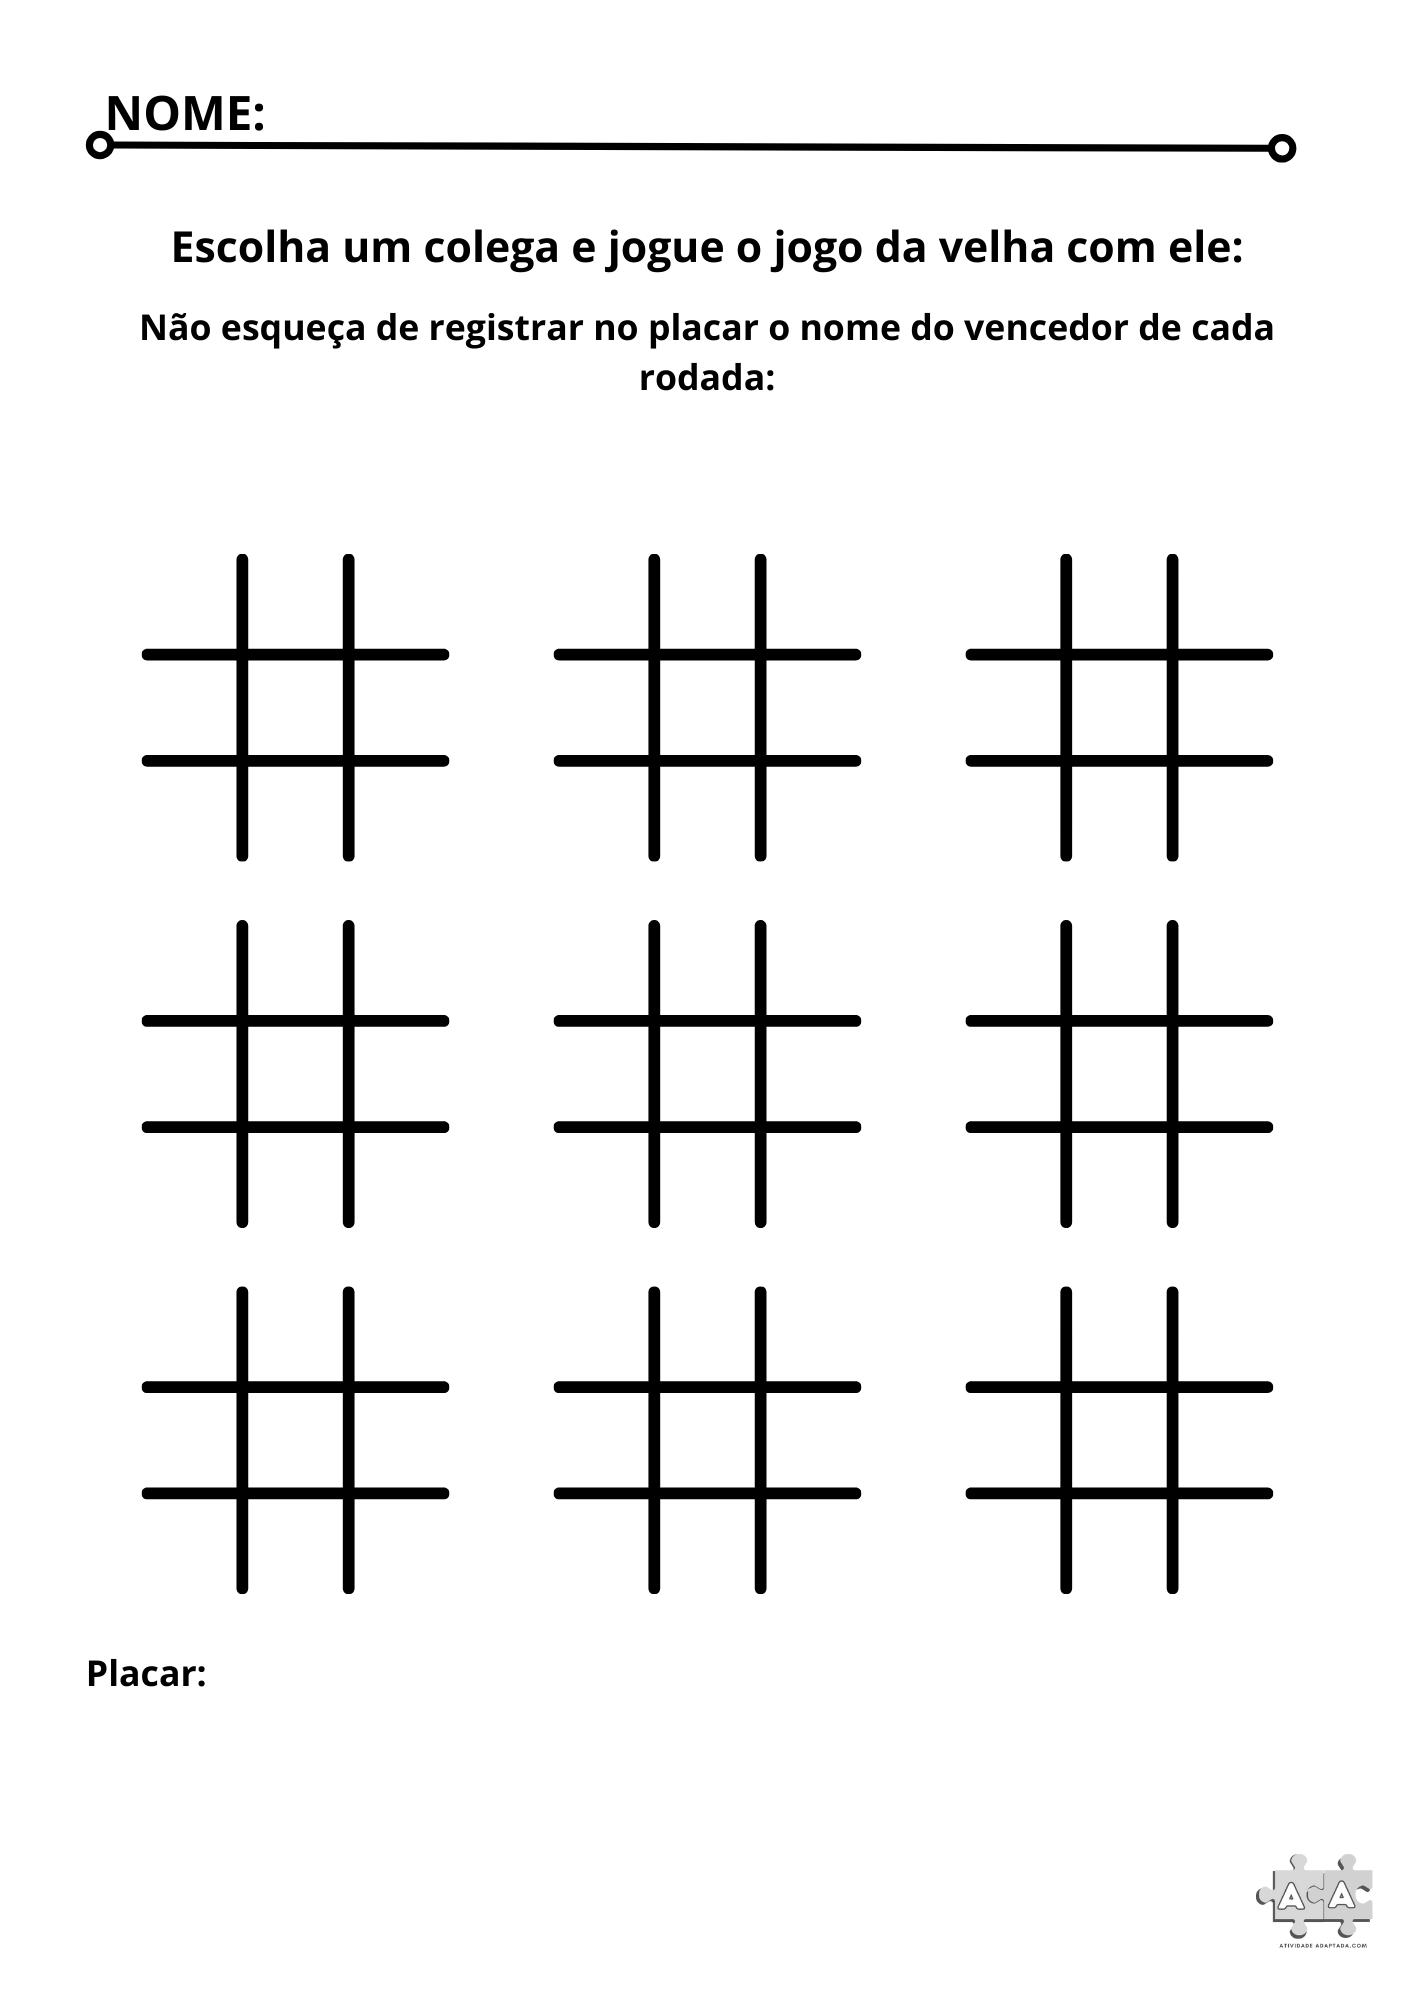 NOME:
Escolha um colega e jogue o jogo da velha com ele:
Não esqueça de registrar no placar o nome do vencedor de cada
rodada:
Placar:
A A
ATIVIDADE ADAPTADA.COM